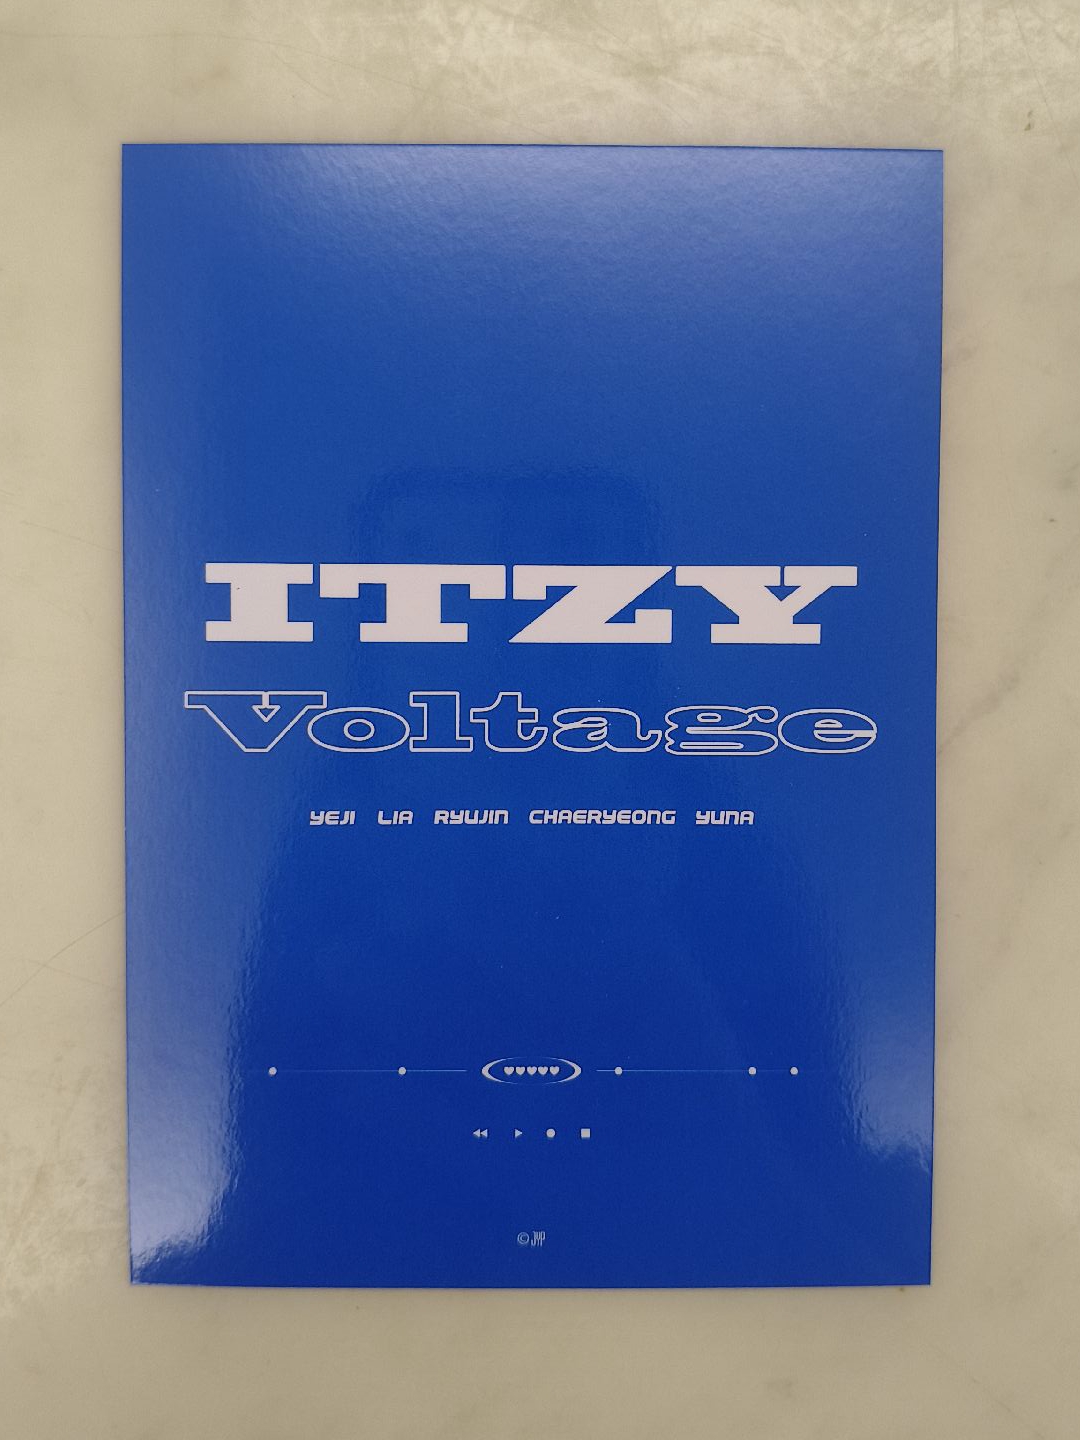 ITZY
Voltage
YEJI LIA RYUJIN CHAERYEONG YUNA
© JYP